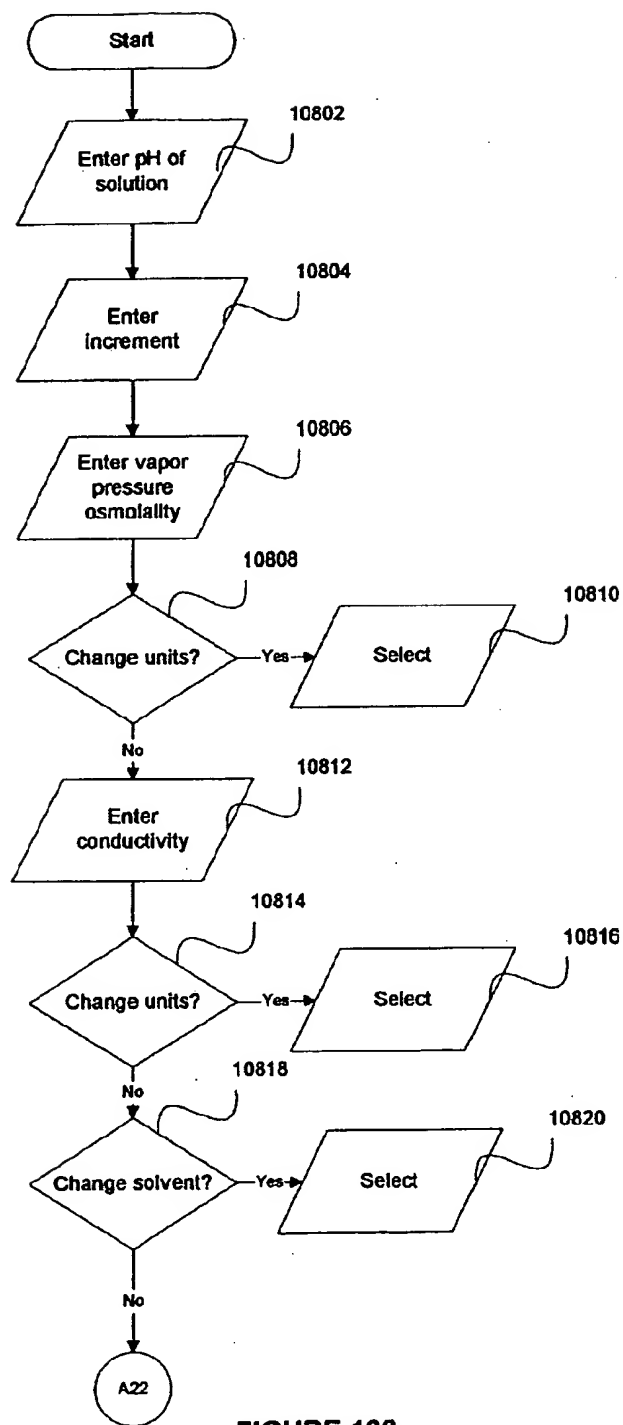 Start
10802
Enter pH of
solution
10804
Enter
increment
10806
Enter vapor
pressure
osmolality
10808
10810
Change units?
Yes
Select
No
10812
Enter
conductivity
10814
10816
Change units?
Yes
Select
No
10818
10820
Change solvent?
Yes
Select
No
A22
FIGURE